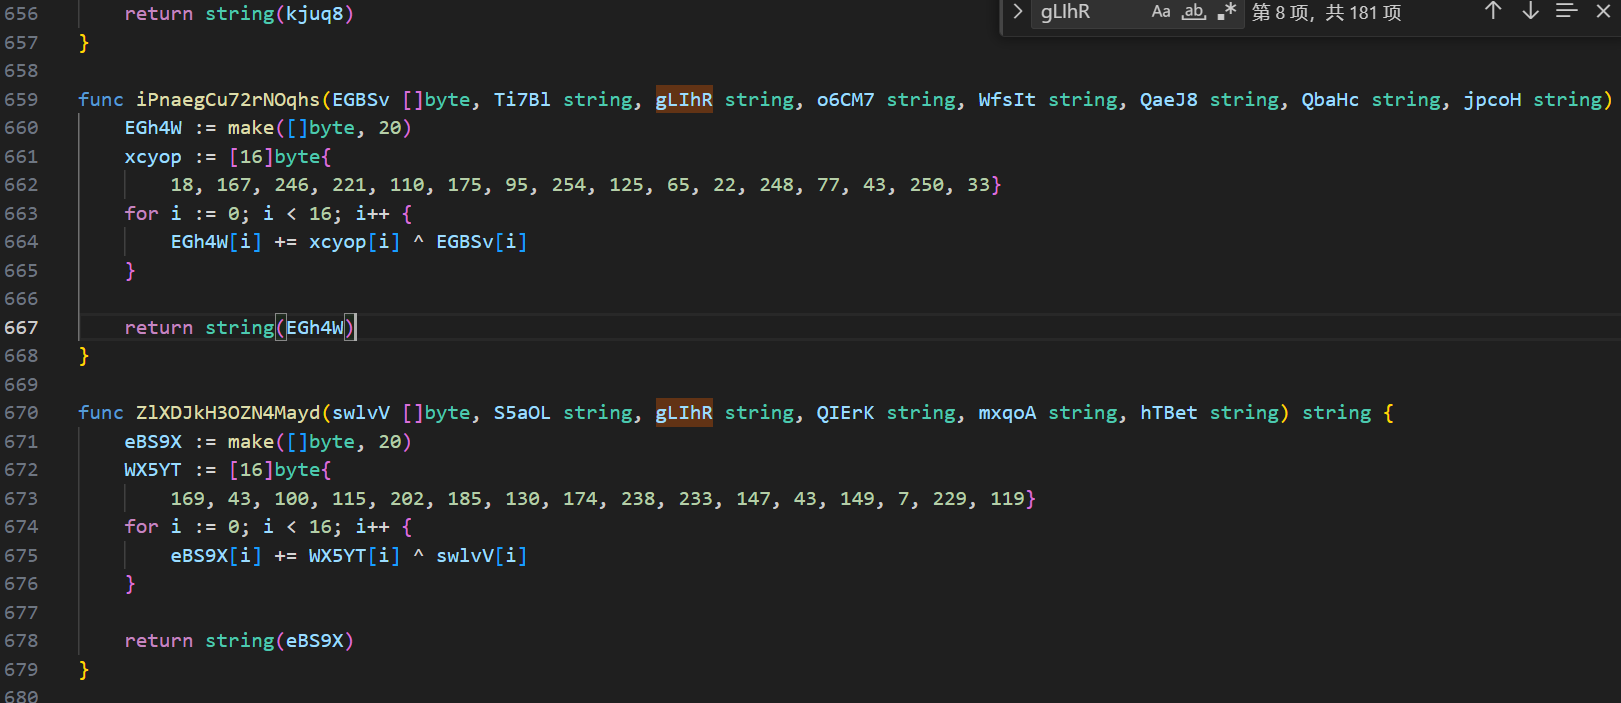 656 return string(kjuq8)
gLIhR Aa ab 第 8 项, 共 181 项
657 }
658
659 func iPnaegCu72rNOqhs(EGBSv []byte, Ti7Bl string, gLIhR string, o6CM7 string, WfsIt string, QaeJ8 string, QbaHc string, jpcoH string)
660 EGh4W := make([]byte, 20)
661 xcyop := [16]byte{
662 18, 167, 246, 221, 110, 175, 95, 254, 125, 65, 22, 248, 77, 43, 250, 33}
663 for i := 0; i < 16; i++ {
664 EGh4W[i] += xcyop[i] ^ EGBSv[i]
665 }
666
667 return string(EGh4W)
668 }
669
670 func ZlXDJkH3OZN4Mayd(swlvV []byte, S5aOL string, gLIhR string, QIErK string, mxqoA string, hTBet string) string {
671 eBS9X := make([]byte, 20)
672 WX5YT := [16]byte{
673 169, 43, 100, 115, 202, 185, 130, 174, 238, 233, 147, 43, 149, 7, 229, 119}
674 for i := 0; i < 16; i++ {
675 eBS9X[i] += WX5YT[i] ^ swlvV[i]
676 }
677
678 return string(eBS9X)
679 }
680